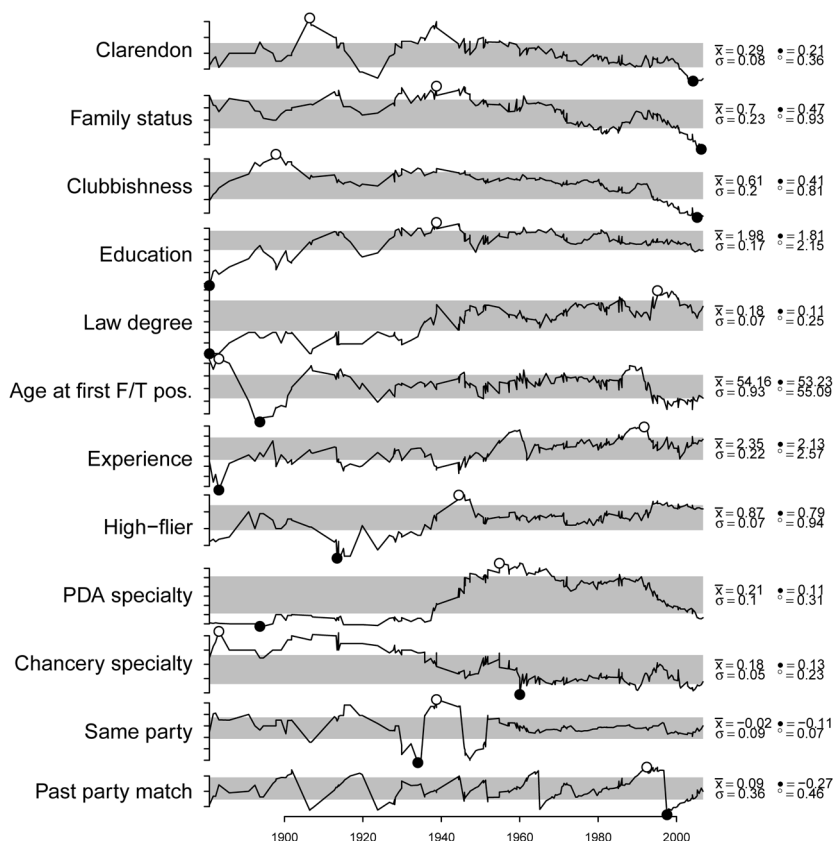 Clarendon
x̄ = 0.29 ● = 0.21
σ = 0.08 ○ = 0.36
Family status
x̄ = 0.7 ● = 0.47
σ = 0.23 ○ = 0.93
Clubbishness
x̄ = 0.61 ● = 0.41
σ = 0.2 ○ = 0.81
Education
x̄ = 1.98 ● = 1.81
σ = 0.17 ○ = 2.15
Law degree
x̄ = 0.18 ● = 0.11
σ = 0.07 ○ = 0.25
Age at first F/T pos.
x̄ = 54.16 ● = 53.23
σ = 0.93 ○ = 55.09
Experience
x̄ = 2.35 ● = 2.13
σ = 0.22 ○ = 2.57
High−flier
x̄ = 0.87 ● = 0.79
σ = 0.07 ○ = 0.94
PDA specialty
x̄ = 0.21 ● = 0.11
σ = 0.1 ○ = 0.31
Chancery specialty
x̄ = 0.18 ● = 0.13
σ = 0.05 ○ = 0.23
Same party
x̄ = −0.02 ● = −0.11
σ = 0.09 ○ = 0.07
Past party match
x̄ = 0.09 ● = −0.27
σ = 0.36 ○ = 0.46
1900 1920 1940 1960 1980 2000